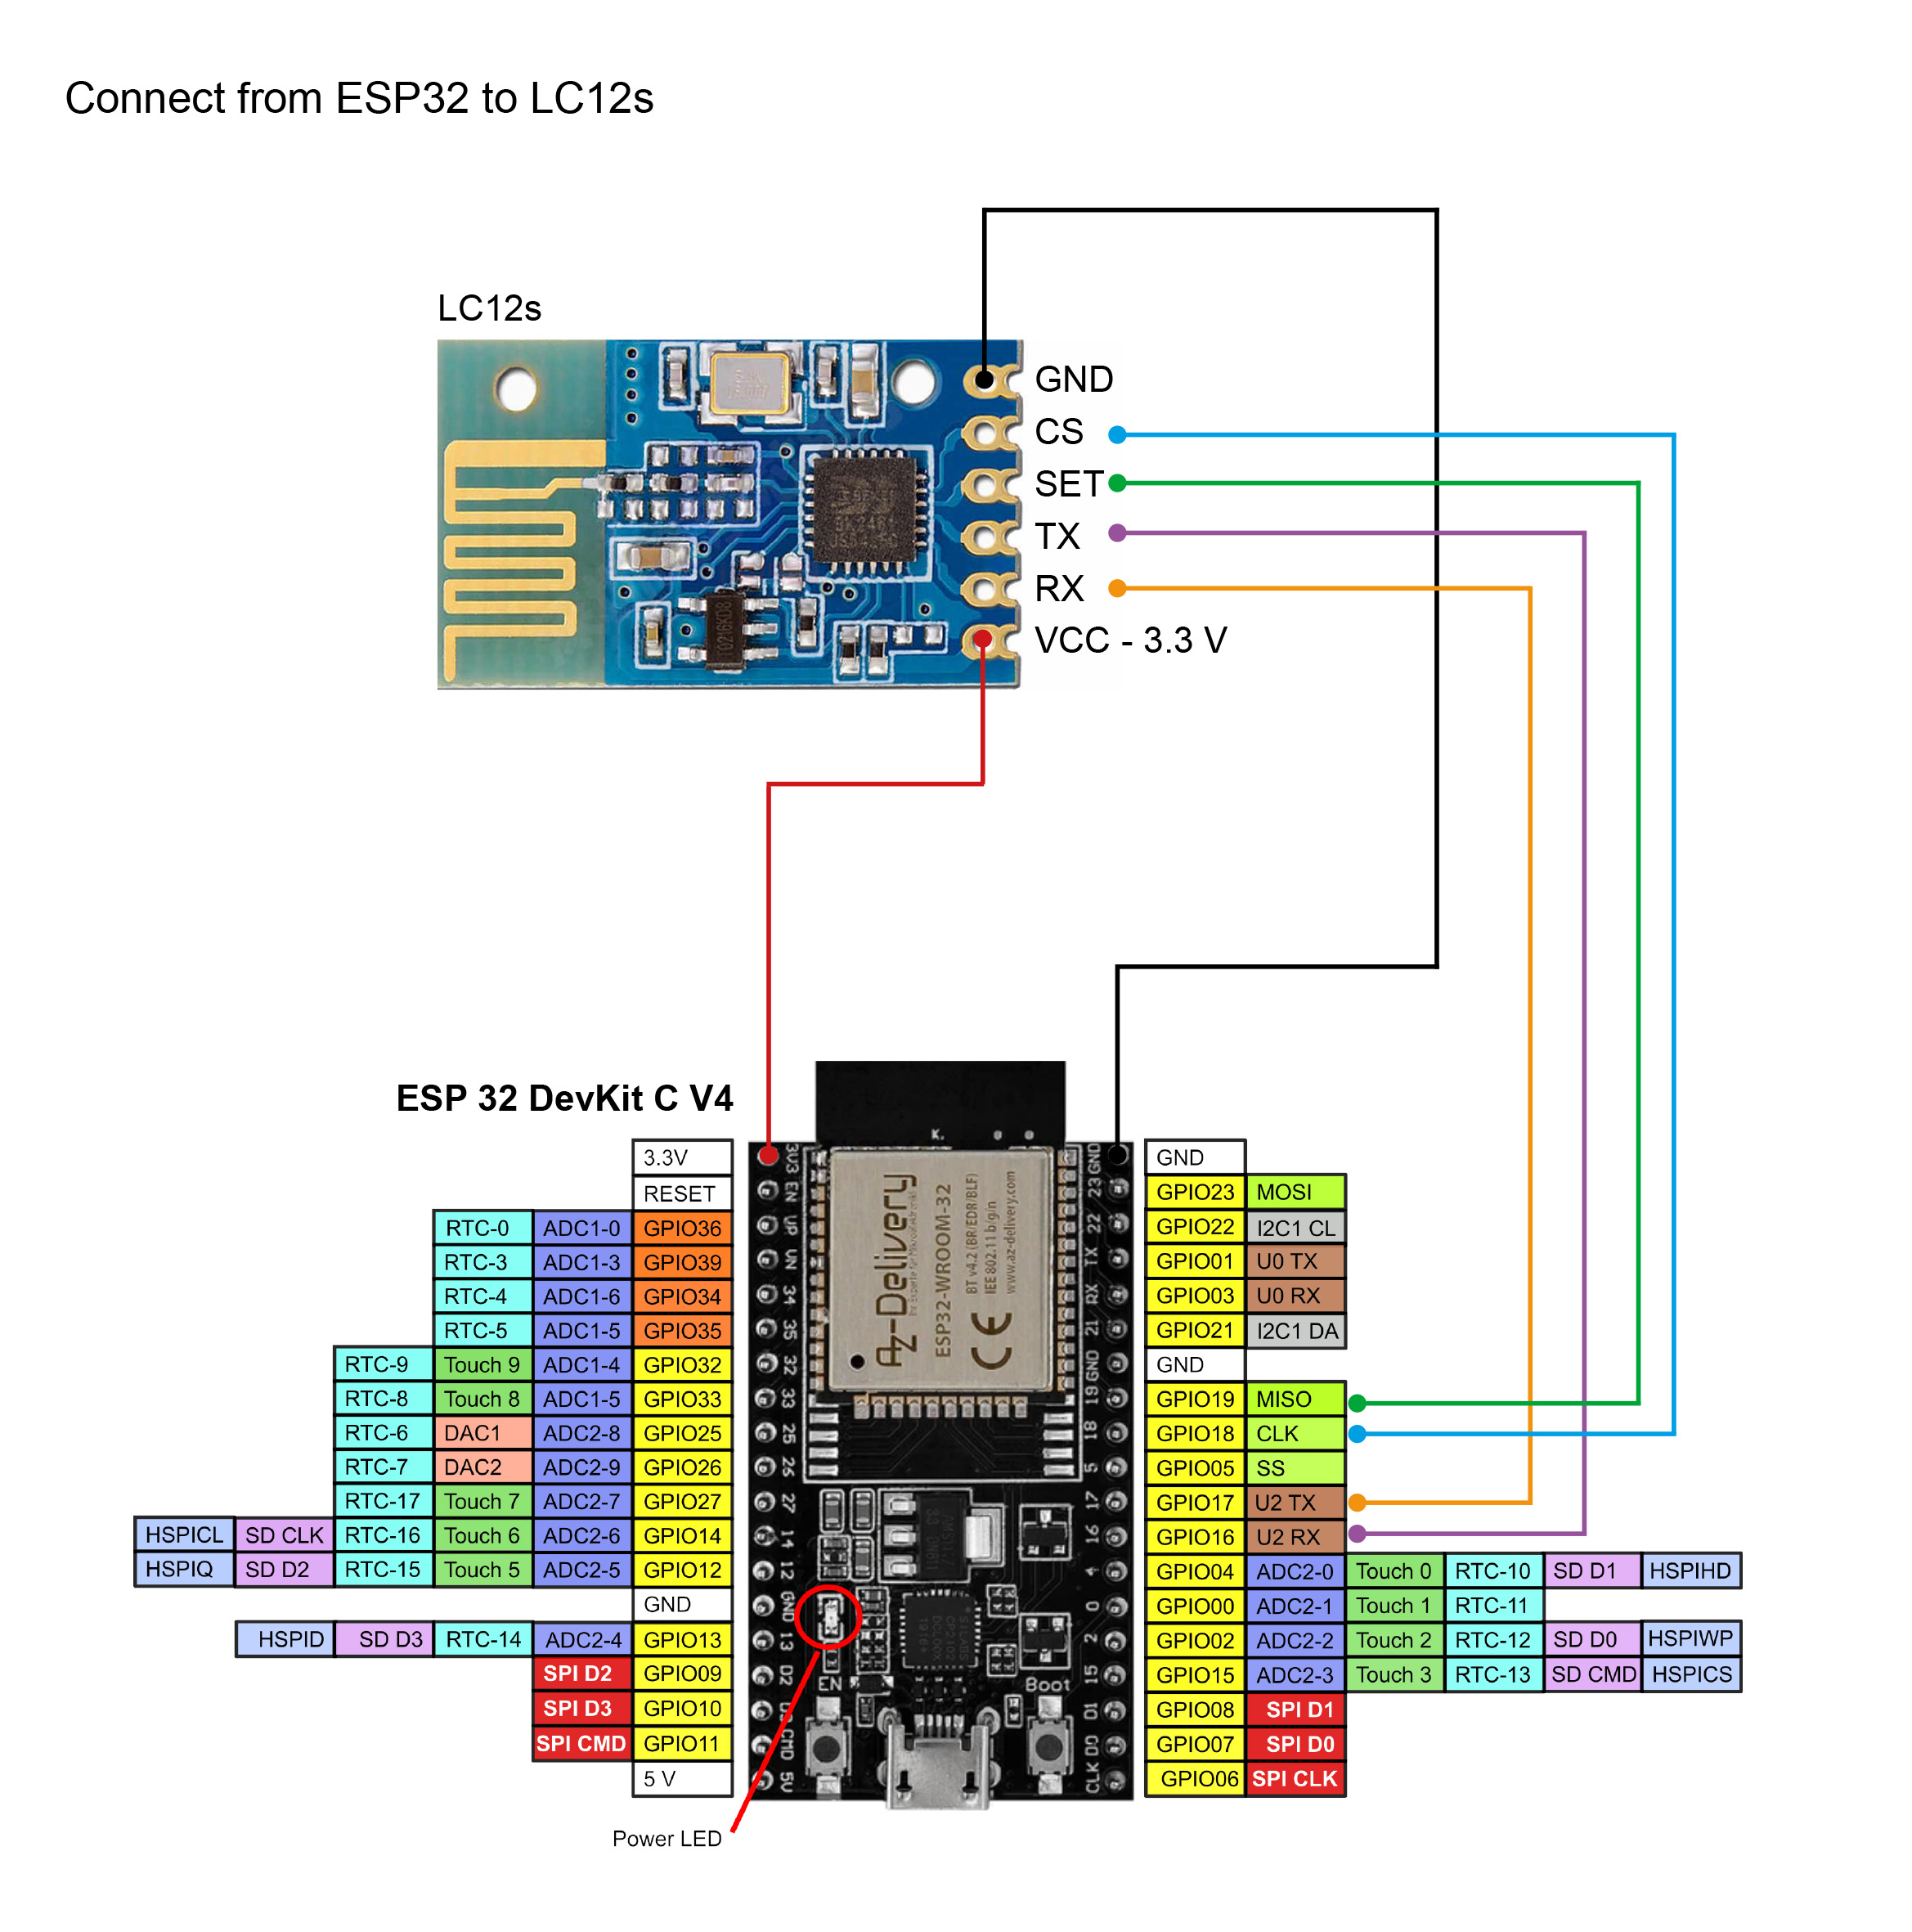 Connect from ESP32 to LC12s
LC12s
GND
CS
SET
TX
RX
VCC - 3.3 V
ESP 32 DevKit C V4
3.3V
RESET
RTC-0 ADC1-0 GPIO36
RTC-3 ADC1-3 GPIO39
RTC-4 ADC1-6 GPIO34
RTC-5 ADC1-5 GPIO35
RTC-9 Touch 9 ADC1-4 GPIO32
RTC-8 Touch 8 ADC1-5 GPIO33
RTC-6 DAC1 ADC2-8 GPIO25
RTC-7 DAC2 ADC2-9 GPIO26
RTC-17 Touch 7 ADC2-7 GPIO27
HSPICL SD CLK RTC-16 Touch 6 ADC2-6 GPIO14
HSPIQ SD D2 RTC-15 Touch 5 ADC2-5 GPIO12
GND
HSPID SD D3 RTC-14 ADC2-4 GPIO13
SPI D2 GPIO09
SPI D3 GPIO10
SPI CMD GPIO11
5 V
3V3
EN
VP
VN
34
35
32
33
25
26
27
14
12
GND
13
D2
D3
CMD
5V
Az-Delivery
Ihr Experte für Mikroelektronik!
ESP32-WROOM-32
BT v4.2 (BR/EDR/BLF)
IEE 802.11 b/g/n
www.az-delivery.com
CE
EN
Boot
GND
23
22
TX
RX
21
GND
19
18
5
17
16
4
0
2
15
D1
D0
CLK
GND
GPIO23 MOSI
GPIO22 I2C1 CL
GPIO01 U0 TX
GPIO03 U0 RX
GPIO21 I2C1 DA
GND
GPIO19 MISO
GPIO18 CLK
GPIO05 SS
GPIO17 U2 TX
GPIO16 U2 RX
GPIO04 ADC2-0 Touch 0 RTC-10 SD D1 HSPIHD
GPIO00 ADC2-1 Touch 1 RTC-11
GPIO02 ADC2-2 Touch 2 RTC-12 SD D0 HSPIWP
GPIO15 ADC2-3 Touch 3 RTC-13 SD CMD HSPICS
GPIO08 SPI D1
GPIO07 SPI D0
GPIO06 SPI CLK
Power LED